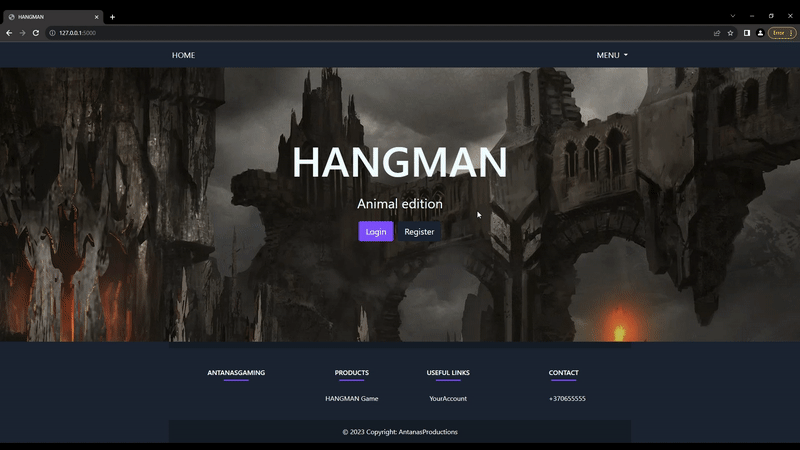 HANGMAN
127.0.0.1:5000
Error
HOME
MENU
HANGMAN
Animal edition
Login
Register
ANTANASGAMING
PRODUCTS
USEFUL LINKS
CONTACT
HANGMAN Game
YourAccount
+370655555
© 2023 Copyright: AntanasProductions